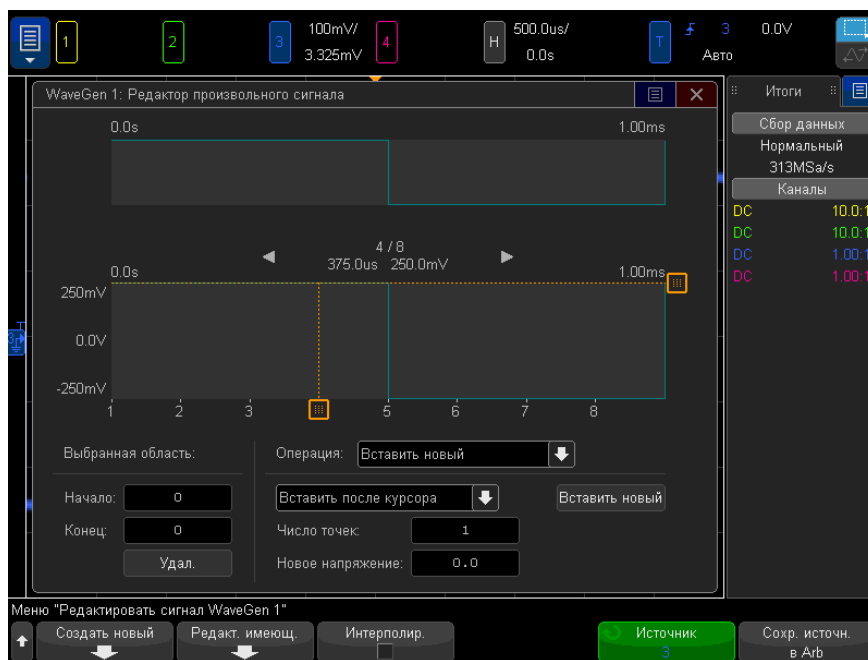 1 2 3 100mV/ 4 H 500.0us/ T 3 0.0V
3.325mV 0.0s Авто
WaveGen 1: Редактор произвольного сигнала
Итоги
0.0s 1.00ms
Сбор данных
Нормальный
313MSa/s
Каналы
DC 10.0:1
DC 10.0:1
DC 1.00:1
DC 1.00:1
4 / 8
375.0us 250.0mV
0.0s 1.00ms
250mV
0.0V
-250mV
1 2 3 5 6 7 8
Выбранная область:
Операция: Вставить новый
Начало: 0
Вставить после курсора
Вставить новый
Конец: 0
Число точек: 1
Удал.
Новое напряжение: 0.0
Меню "Редактировать сигнал WaveGen 1"
Создать новый
Редакт. имеющ.
Интерполир.
Источник
3
Сохр. источн.
в Arb